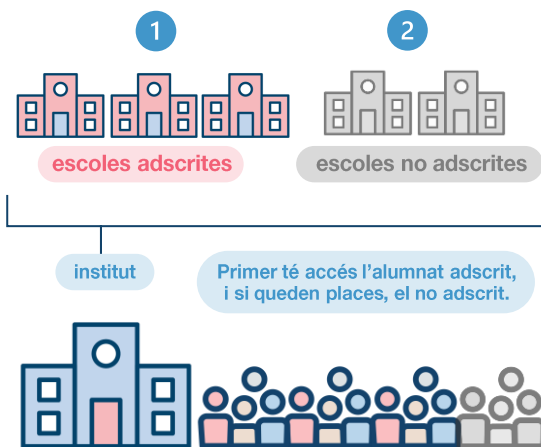 1
2
escoles adscrites
escoles no adscrites
institut
Primer té accés l'alumnat adscrit,
i si queden places, el no adscrit.